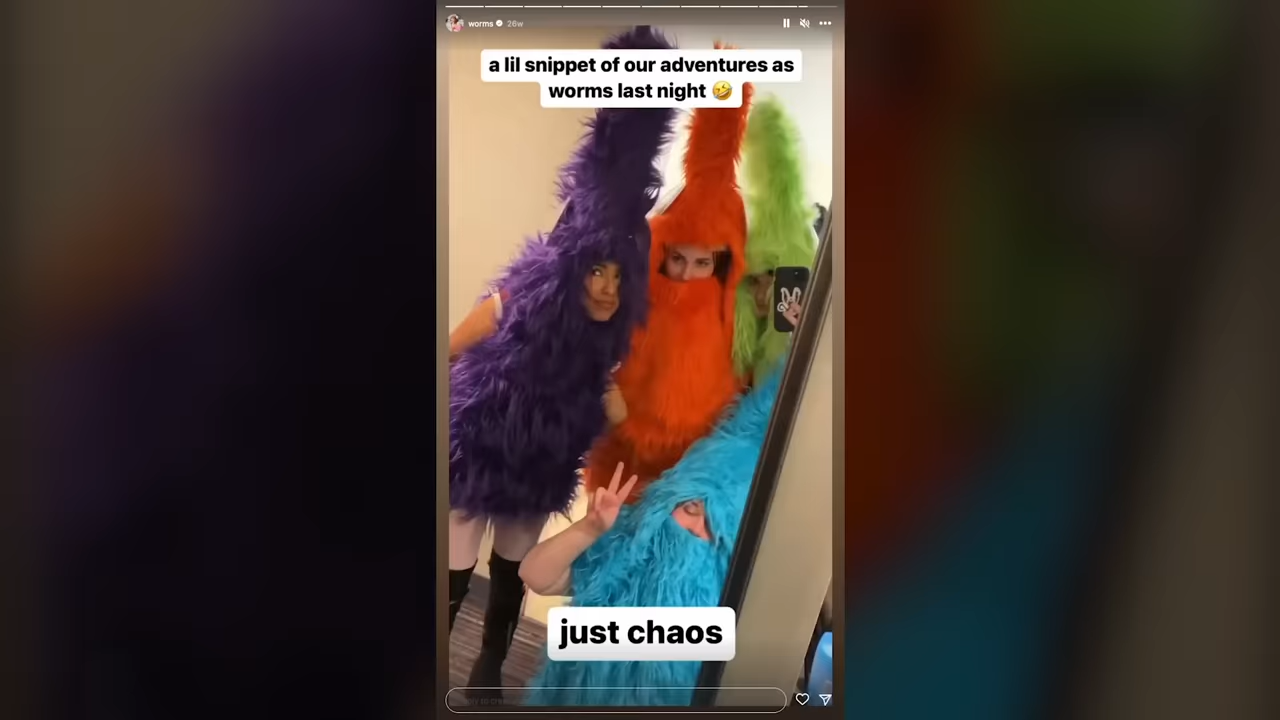 worms 26w
a lil snippet of our adventures as
worms last night 🤣
just chaos